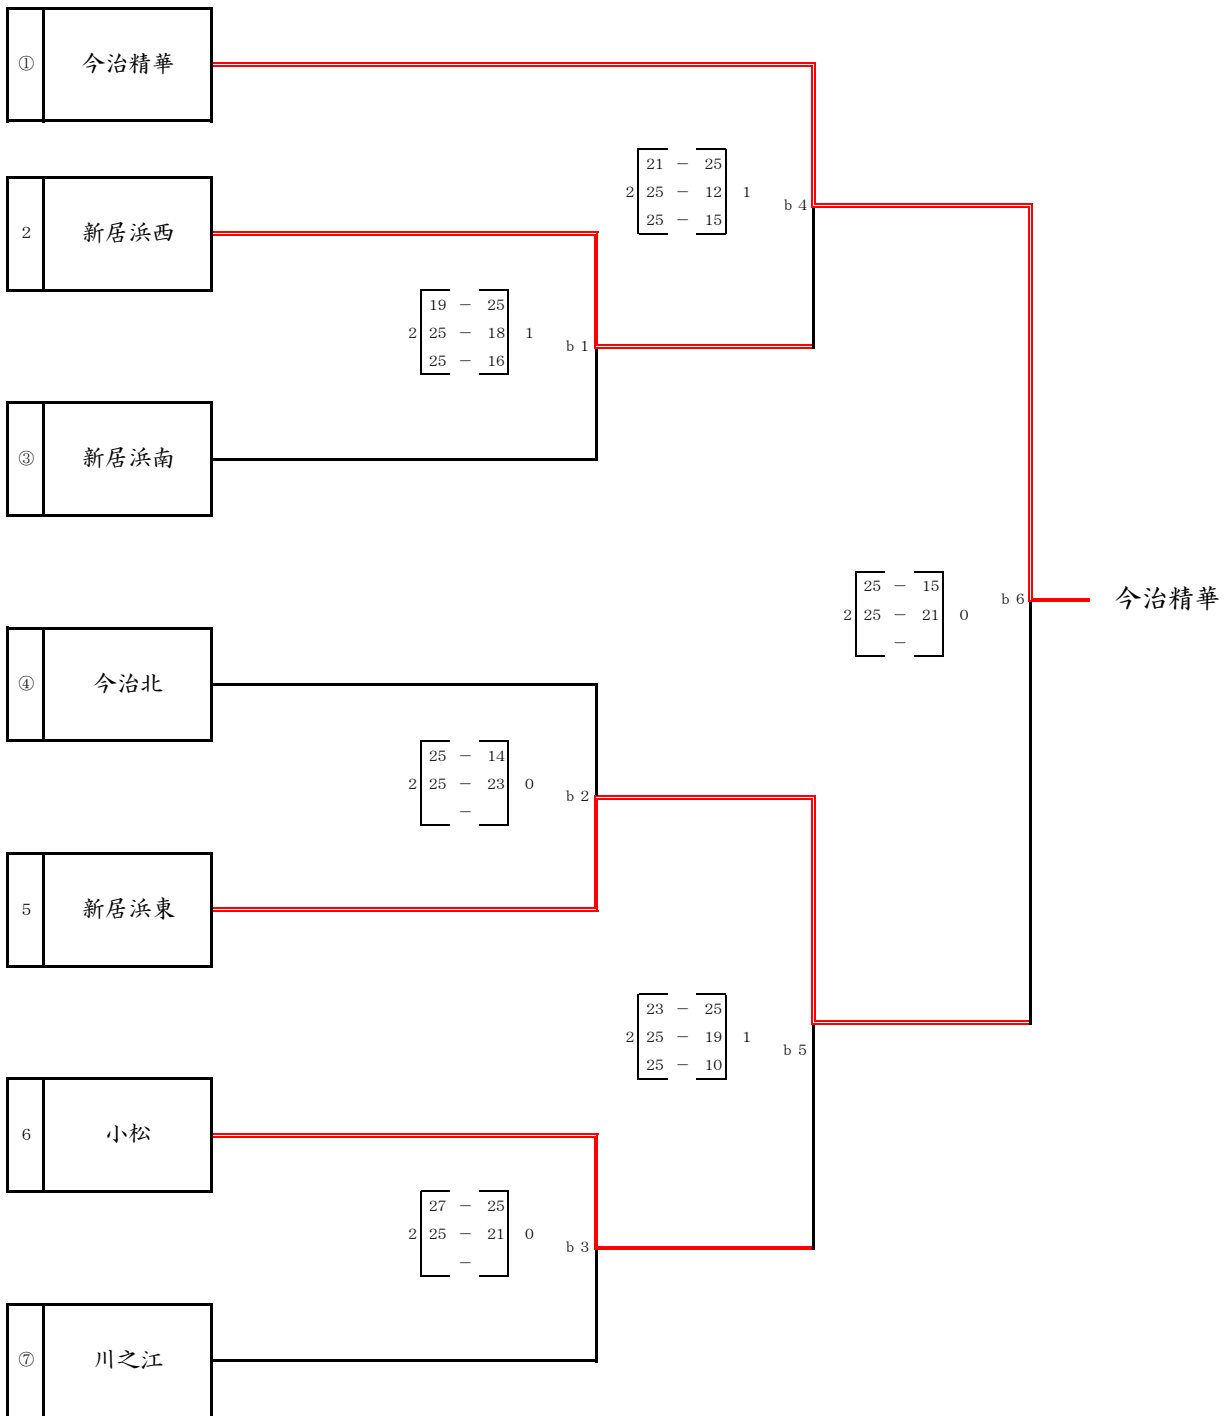 ① 今治精華
21 － 25
2 25 － 12 1
b 4
25 － 15
2 新居浜西
19 － 25
2 25 － 18 1
b 1
25 － 16
③ 新居浜南
25 － 15
b 6 今治精華
2 25 － 21 0
－
④ 今治北
25 － 14
2 25 － 23 0
b 2
－
5 新居浜東
23 － 25
2 25 － 19 1
b 5
25 － 10
6 小松
27 － 25
2 25 － 21 0
b 3
－
⑦ 川之江